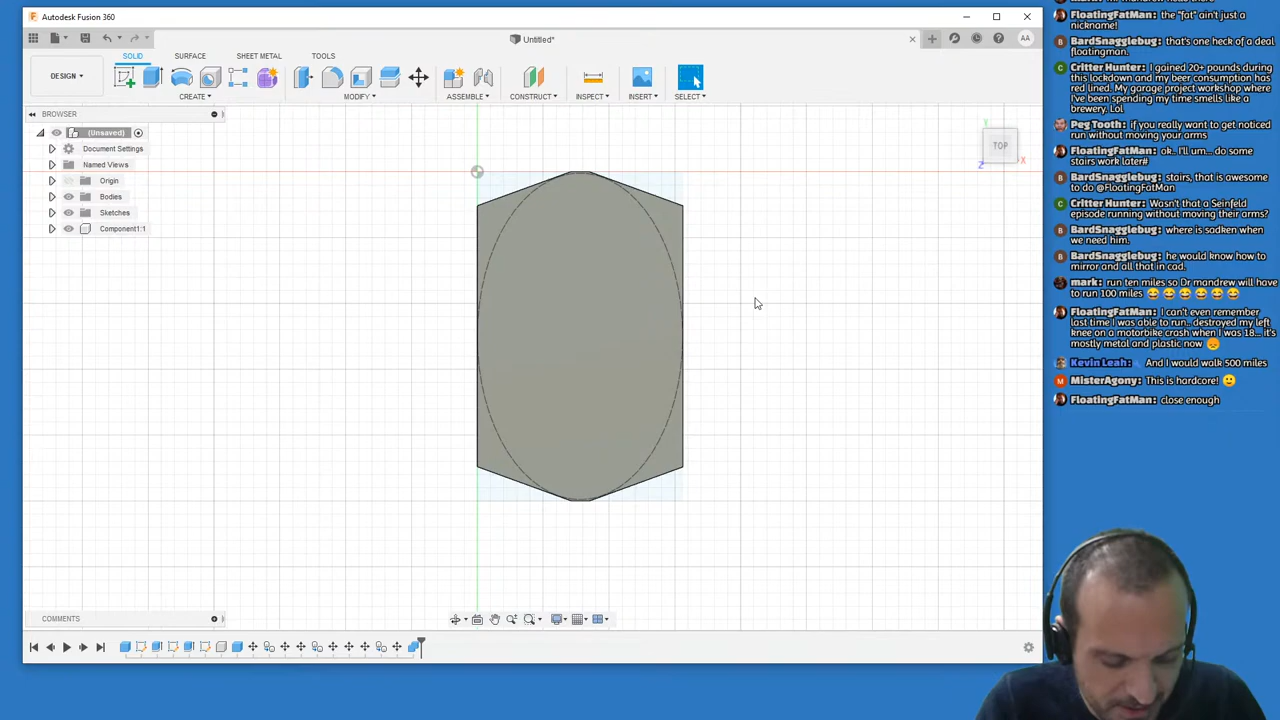 Autodesk Fusion 360
Untitled*
AA
DESIGN
SOLID SURFACE SHEET METAL TOOLS
CREATE MODIFY ASSEMBLE CONSTRUCT INSPECT INSERT SELECT
BROWSER
(Unsaved)
Document Settings
Named Views
Origin
Bodies
Sketches
Component1:1
TOP
Y
X
Z
COMMENTS
FloatingFatMan: the "fat" ain't just a
nickname!
BardSnagglebug: that's one heck of a deal
floatingman.
Critter Hunter: I gained 20+ pounds during
this lockdown and my beer consumption has
red lined. My garage project workshop where
I've been spending my time smells like a
brewery. Lol
Peg Tooth: if you really want to get noticed
run without moving your arms
FloatingFatMan: ok.. I'll um... do some
stairs work later#
BardSnagglebug: stairs, that is awesome
to do @FloatingFatMan
Critter Hunter: Wasn't that a Seinfeld
episode running without moving their arms?
BardSnagglebug: where is sadken when
we need him.
BardSnagglebug: he would know how to
mirror and all that in cad.
mark: run ten miles so Dr mandrew will have
to run 100 miles 😂😂😂😂😂😂
FloatingFatMan: I can't even remember
last time I was able to run.. destroyed my left
knee on a motorbike crash when I was 18... it's
mostly metal and plastic now 😞
Kevin Leah: And I would walk 500 miles
MisterAgony: This is hardcore! 🙂
FloatingFatMan: close enough